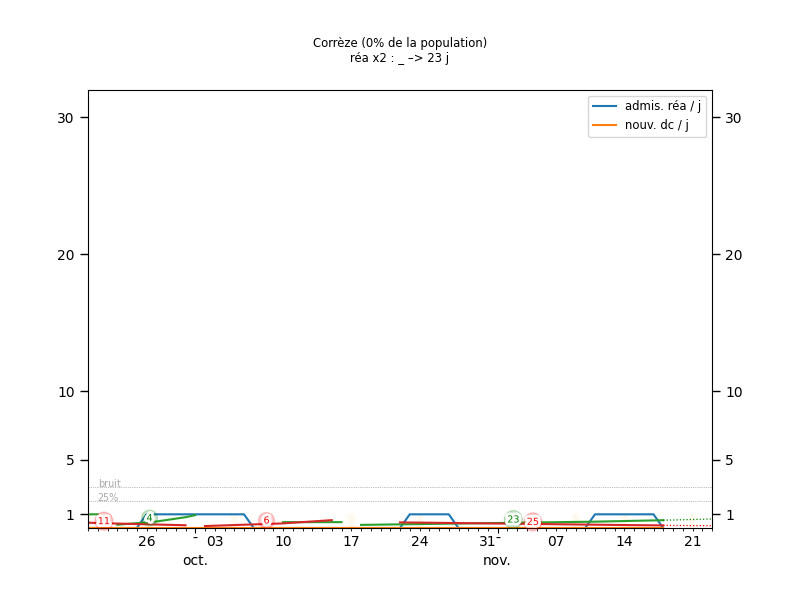 Corrèze (0% de la population)
réa x2 : _ –> 23 j
admis. réa / j
nouv. dc / j
30 30
20 20
10 10
5 5
bruit
25%
1 1
11 4 6 23 25
26 - 03 10 17 24 31- 07 14 21
oct. nov.